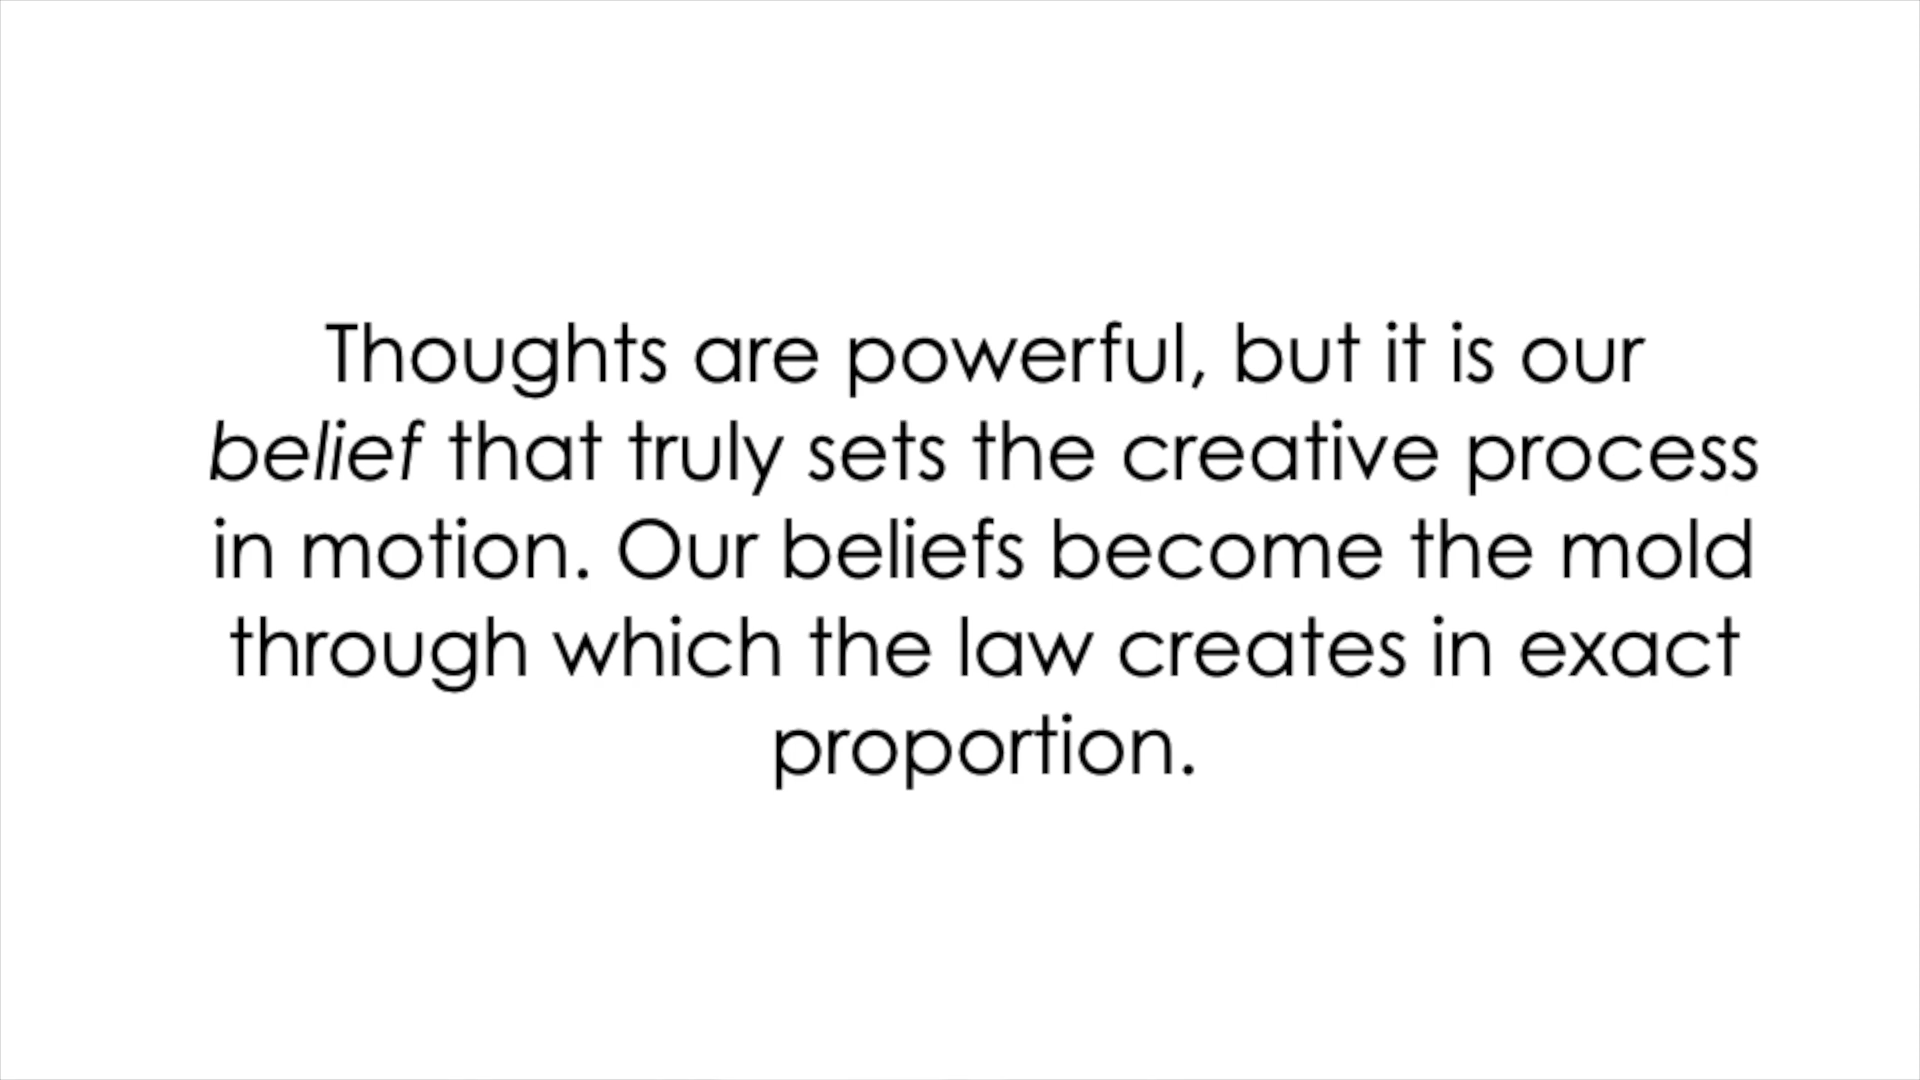 Thoughts are powerful, but it is our
belief that truly sets the creative process
in motion. Our beliefs become the mold
through which the law creates in exact
proportion.